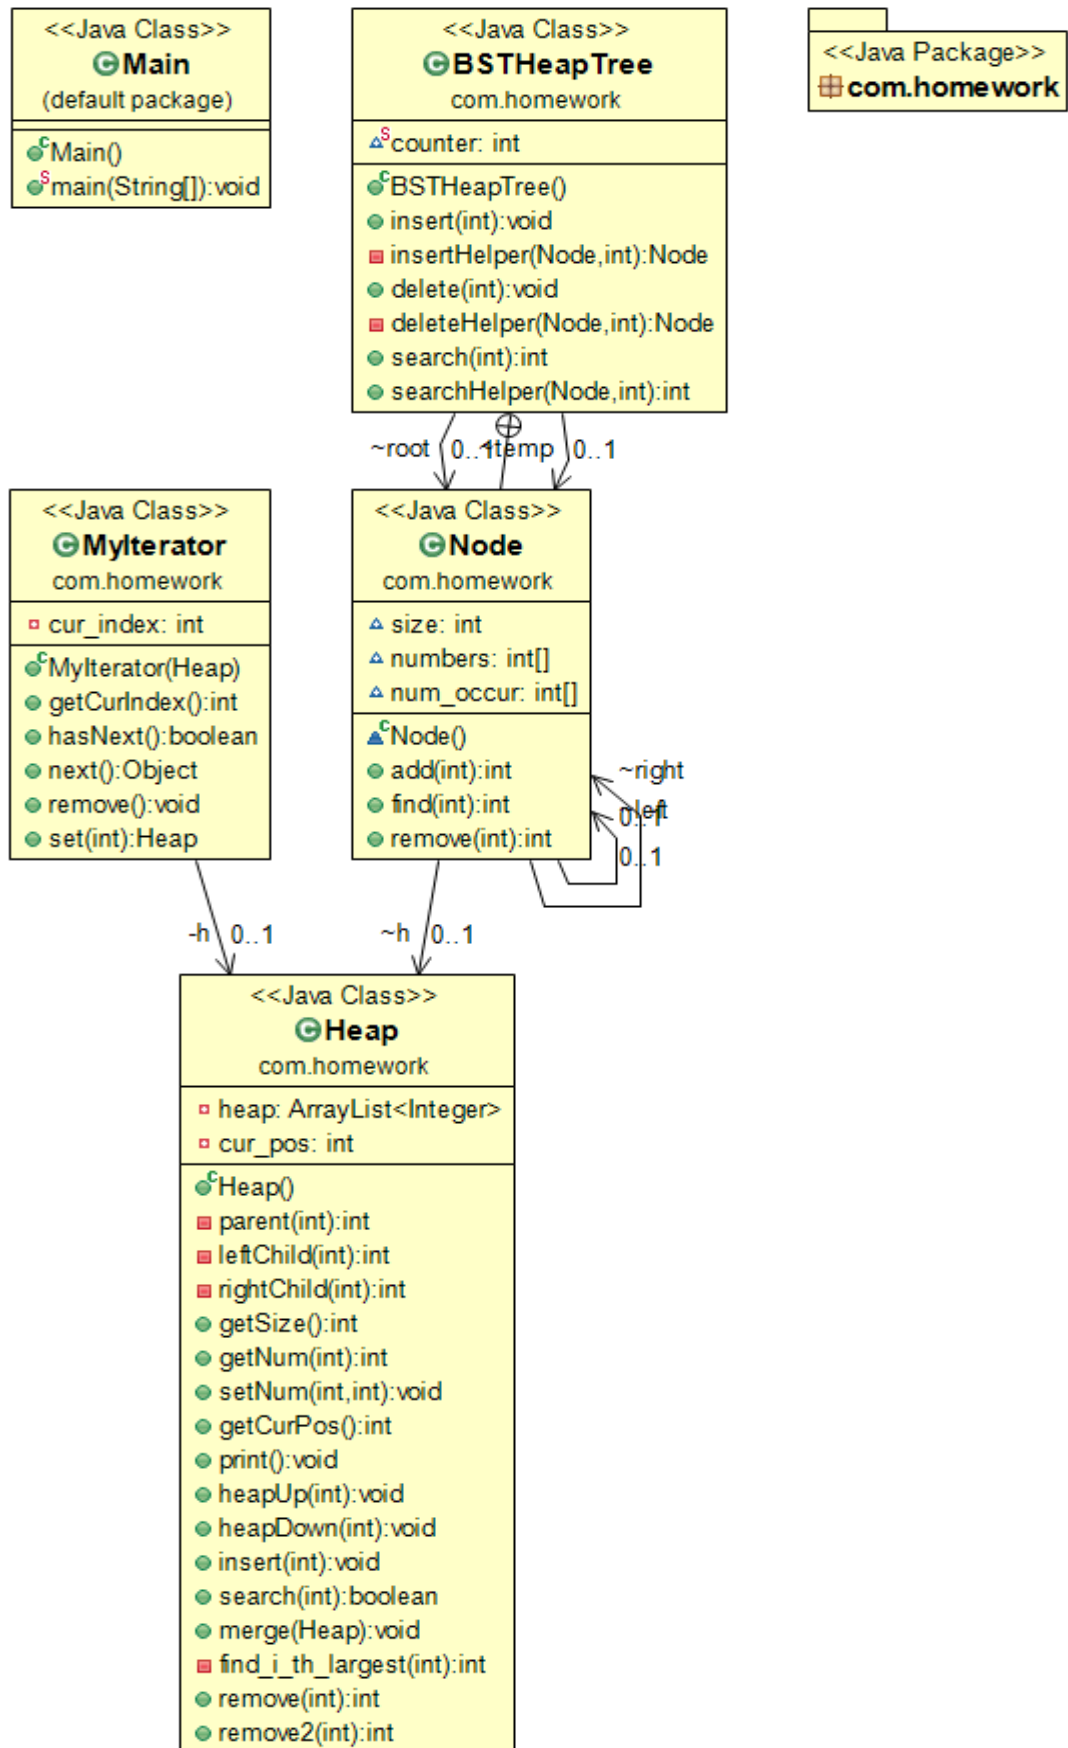 <<Java Class>>
Main
(default package)
Main()
main(String[]):void
<<Java Class>>
BSTHeapTree
com.homework
counter: int
BSTHeapTree()
insert(int):void
insertHelper(Node,int):Node
delete(int):void
deleteHelper(Node,int):Node
search(int):int
searchHelper(Node,int):int
<<Java Package>>
com.homework
~root 0..1 ~temp 0..1
<<Java Class>>
MyIterator
com.homework
cur_index: int
MyIterator(Heap)
getCurIndex():int
hasNext():boolean
next():Object
remove():void
set(int):Heap
<<Java Class>>
Node
com.homework
size: int
numbers: int[]
num_occur: int[]
Node()
add(int):int
find(int):int
remove(int):int
~right
0..1 ~left
0..1
-h 0..1
~h 0..1
<<Java Class>>
Heap
com.homework
heap: ArrayList<Integer>
cur_pos: int
Heap()
parent(int):int
leftChild(int):int
rightChild(int):int
getSize():int
getNum(int):int
setNum(int,int):void
getCurPos():int
print():void
heapUp(int):void
heapDown(int):void
insert(int):void
search(int):boolean
merge(Heap):void
find_i_th_largest(int):int
remove(int):int
remove2(int):int